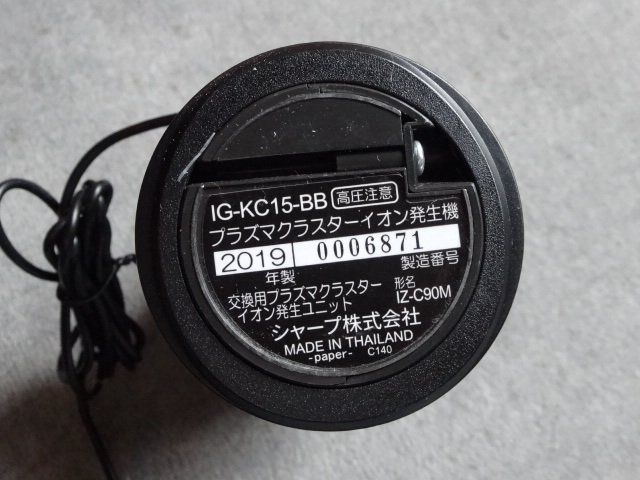 IG-KC15-BB 高圧注意
プラズマクラスターイオン発生機
2019 0006871
年製 製造番号
交換用プラズマクラスター 形名
イオン発生ユニット IZ-C90M
シャープ株式会社
MADE IN THAILAND
-paper- C140